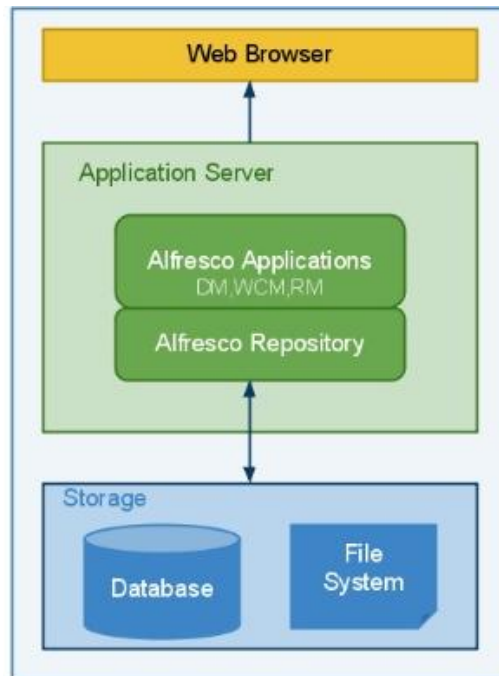 Web Browser
Application Server
Alfresco Applications
DM,WCM,RM
Alfresco Repository
Storage
Database
File
System